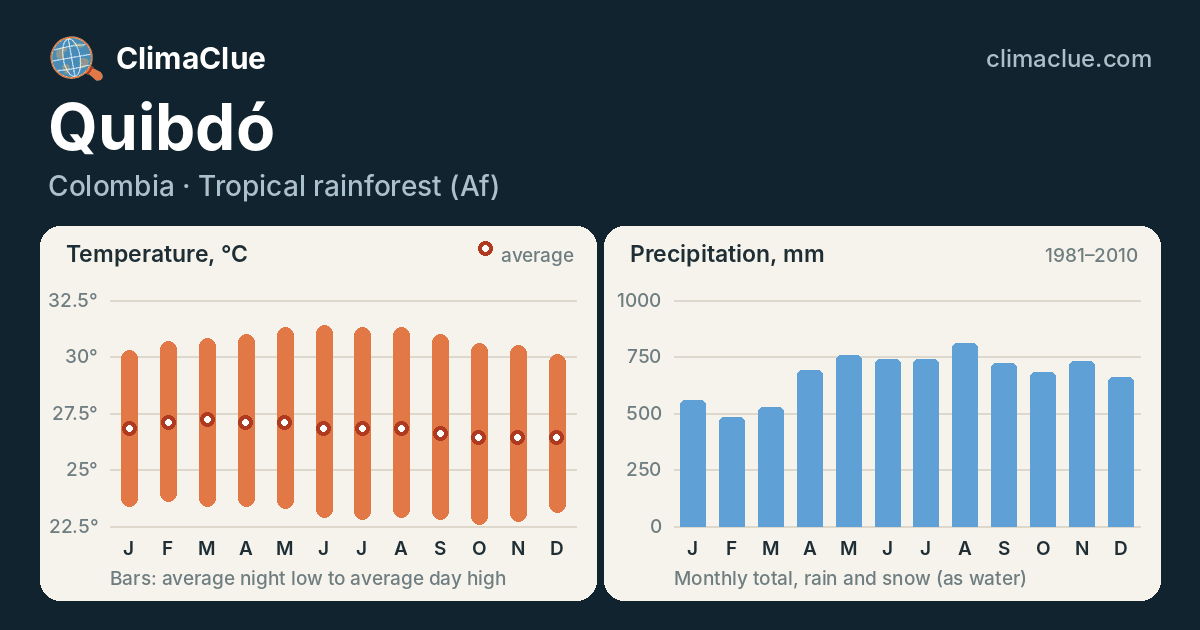 ClimaClue
climaclue.com
Quibdó
Colombia · Tropical rainforest (Af)
Temperature, °C
average
32.5°
30°
27.5°
25°
22.5°
J F M A M J J A S O N D
Bars: average night low to average day high
Precipitation, mm
1981–2010
1000
750
500
250
0
J F M A M J J A S O N D
Monthly total, rain and snow (as water)